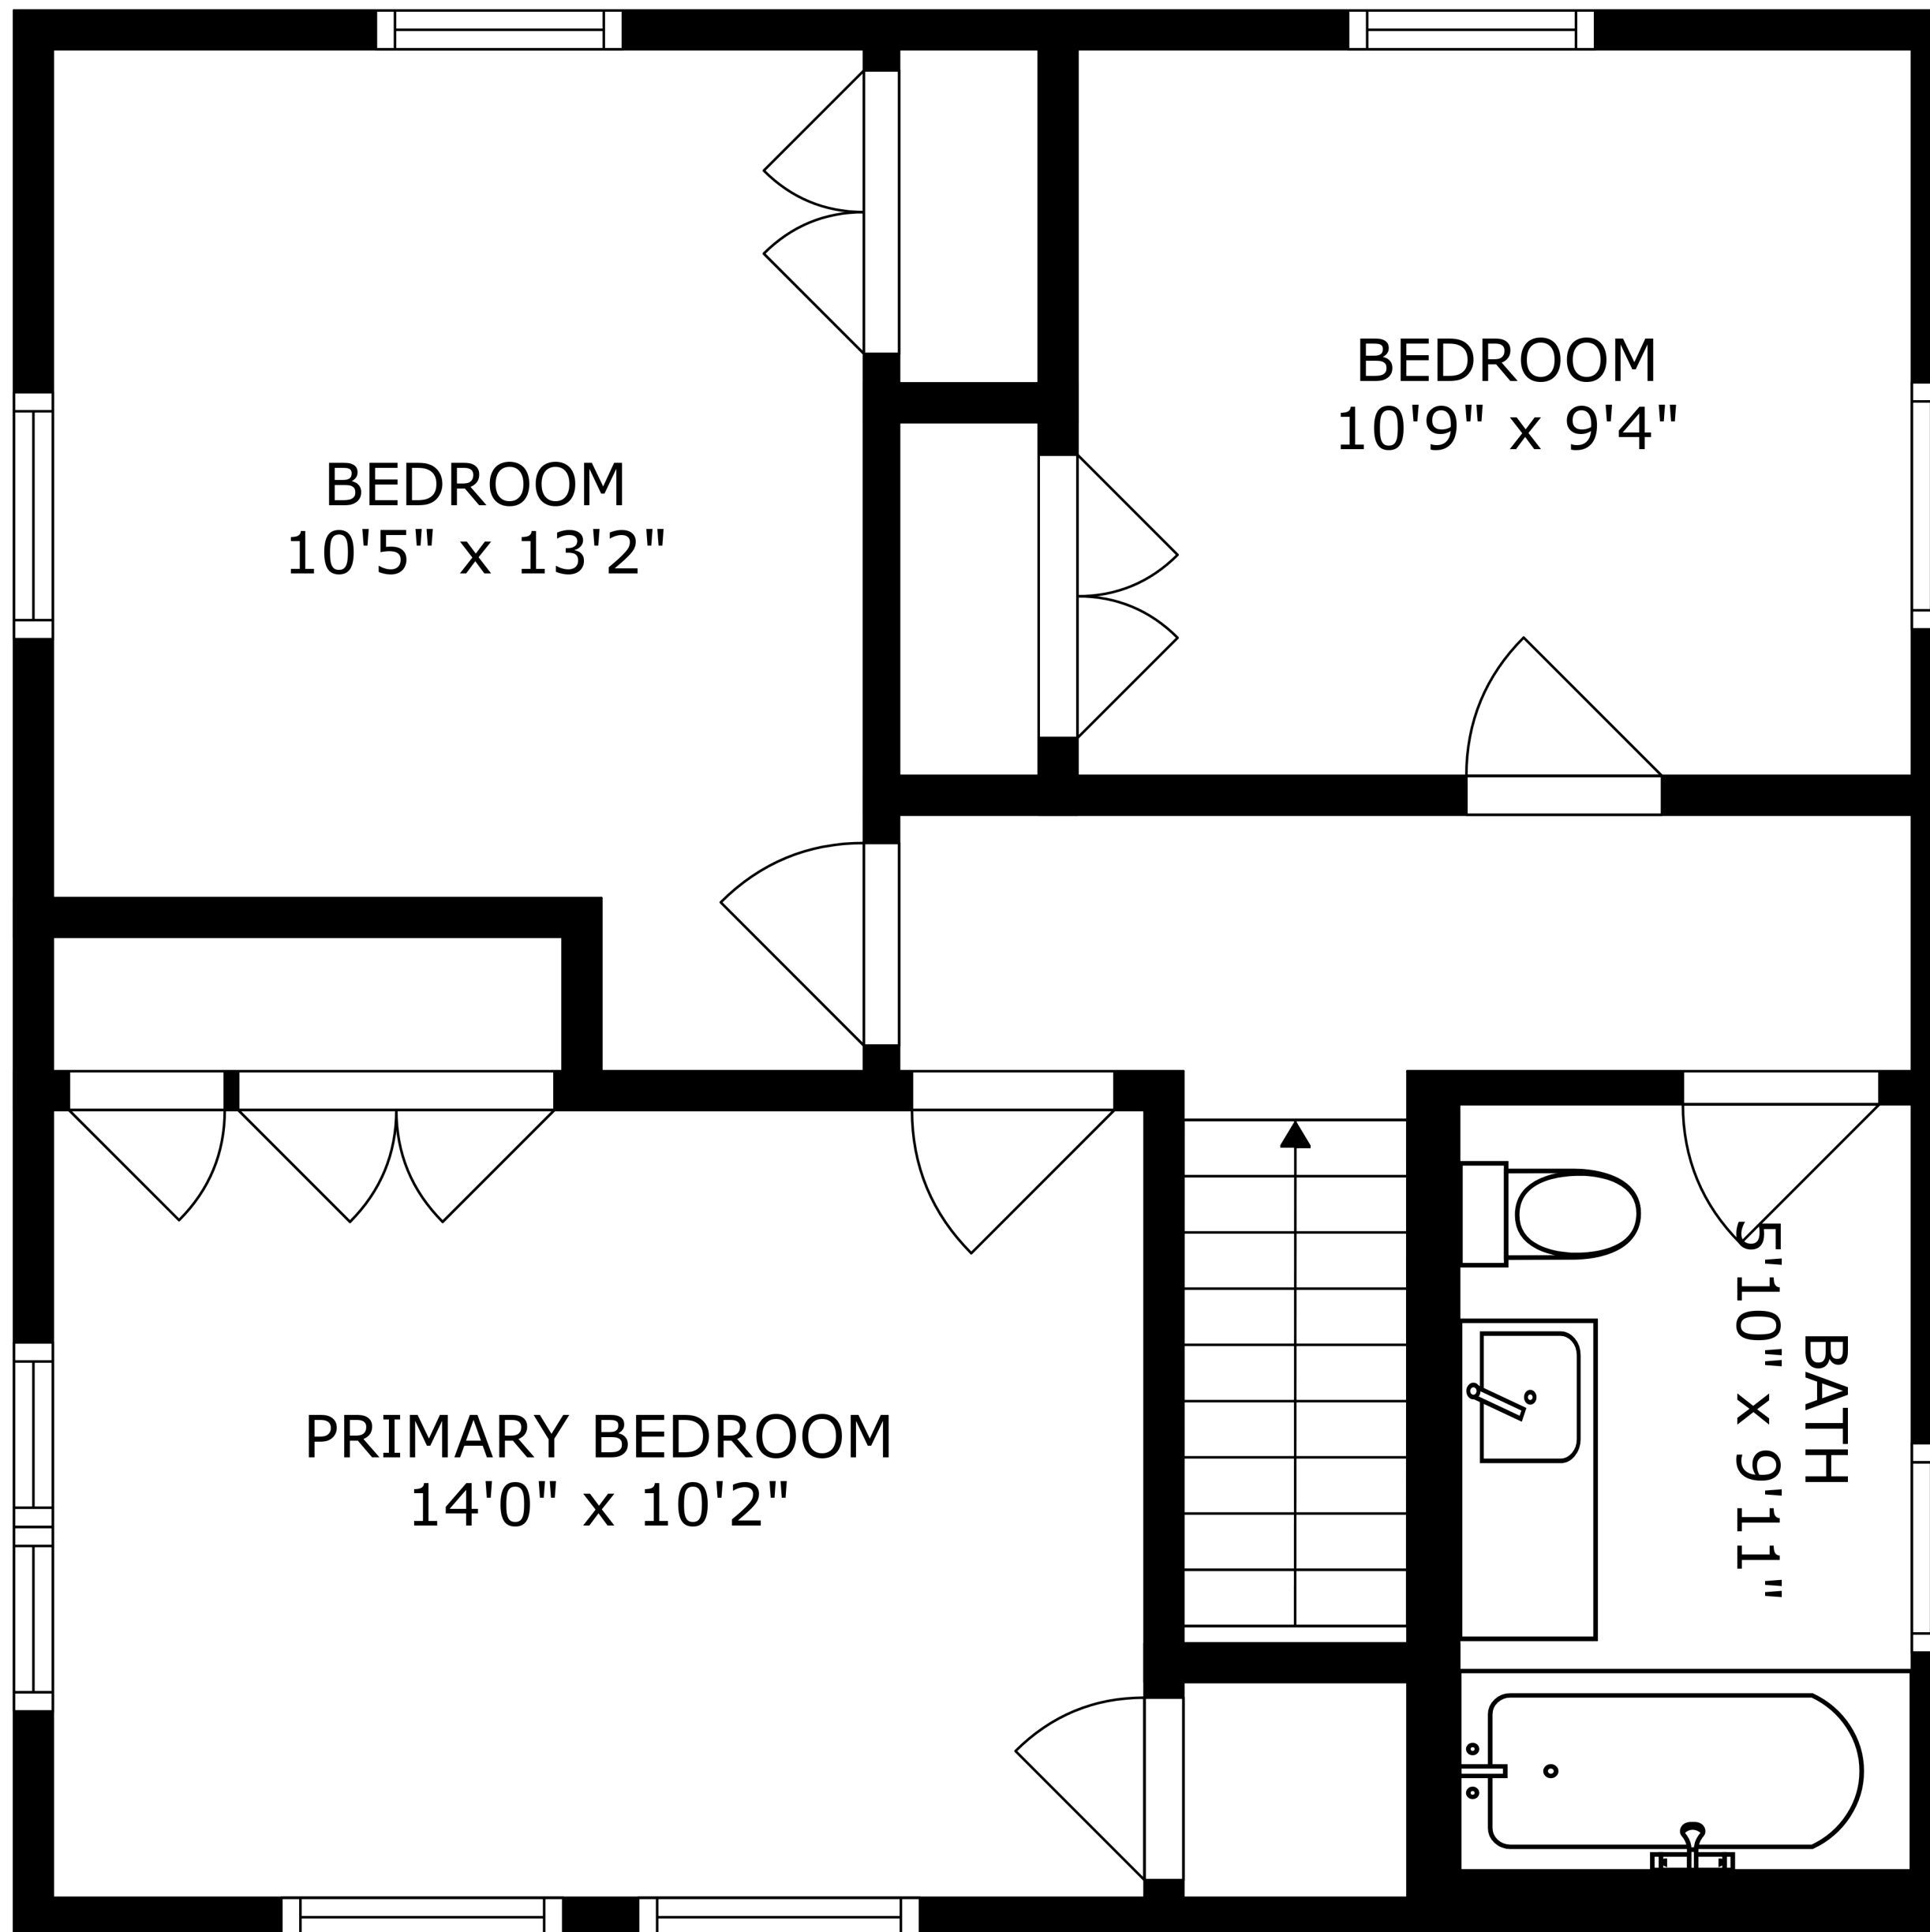 BEDROOM
10'9" x 9'4"
BEDROOM
10'5" x 13'2"
BATH
5'10" x 9'11"
PRIMARY BEDROOM
14'0" x 10'2"